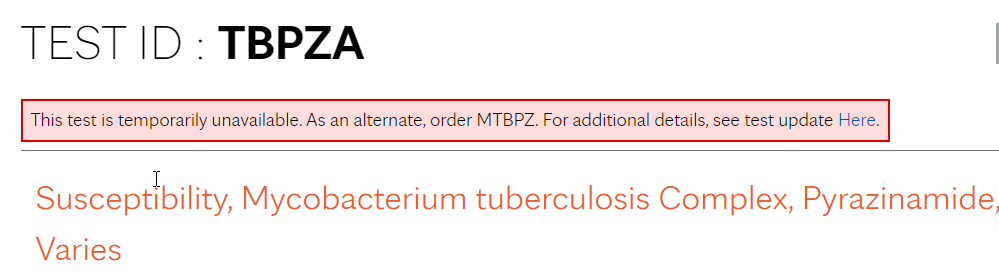 TEST ID : TBPZA
This test is temporarily unavailable. As an alternate, order MTBPZ. For additional details, see test update Here.
Susceptibility, Mycobacterium tuberculosis Complex, Pyrazinamide,
Varies